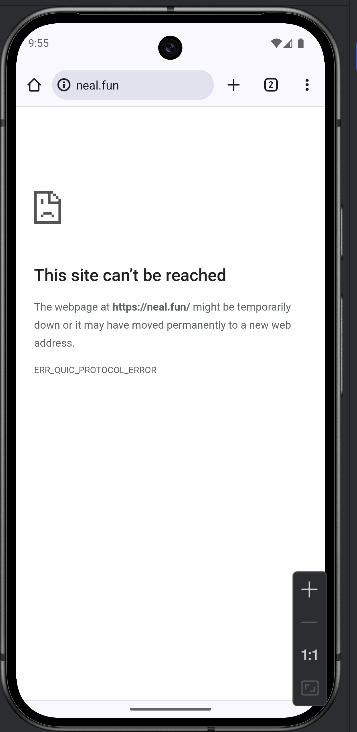 9:55
neal.fun
2
This site can’t be reached
The webpage at https://neal.fun/ might be temporarily
down or it may have moved permanently to a new web
address.
ERR_QUIC_PROTOCOL_ERROR
1:1